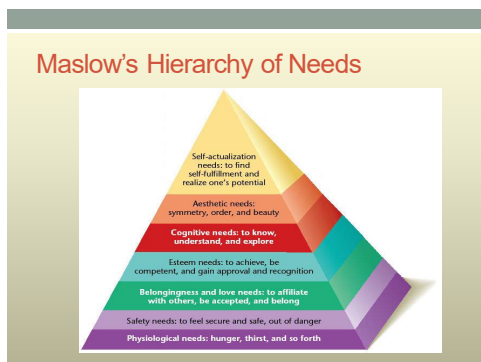 Maslow's Hierarchy of Needs
Self-actualization
needs: to find
self-fulfillment and
realize one's potential
Aesthetic needs:
symmetry, order, and beauty
Cognitive needs: to know,
understand, and explore
Esteem needs: to achieve, be
competent, and gain approval and recognition
Belongingness and love needs: to affiliate
with others, be accepted, and belong
Safety needs: to feel secure and safe, out of danger
Physiological needs: hunger, thirst, and so forth